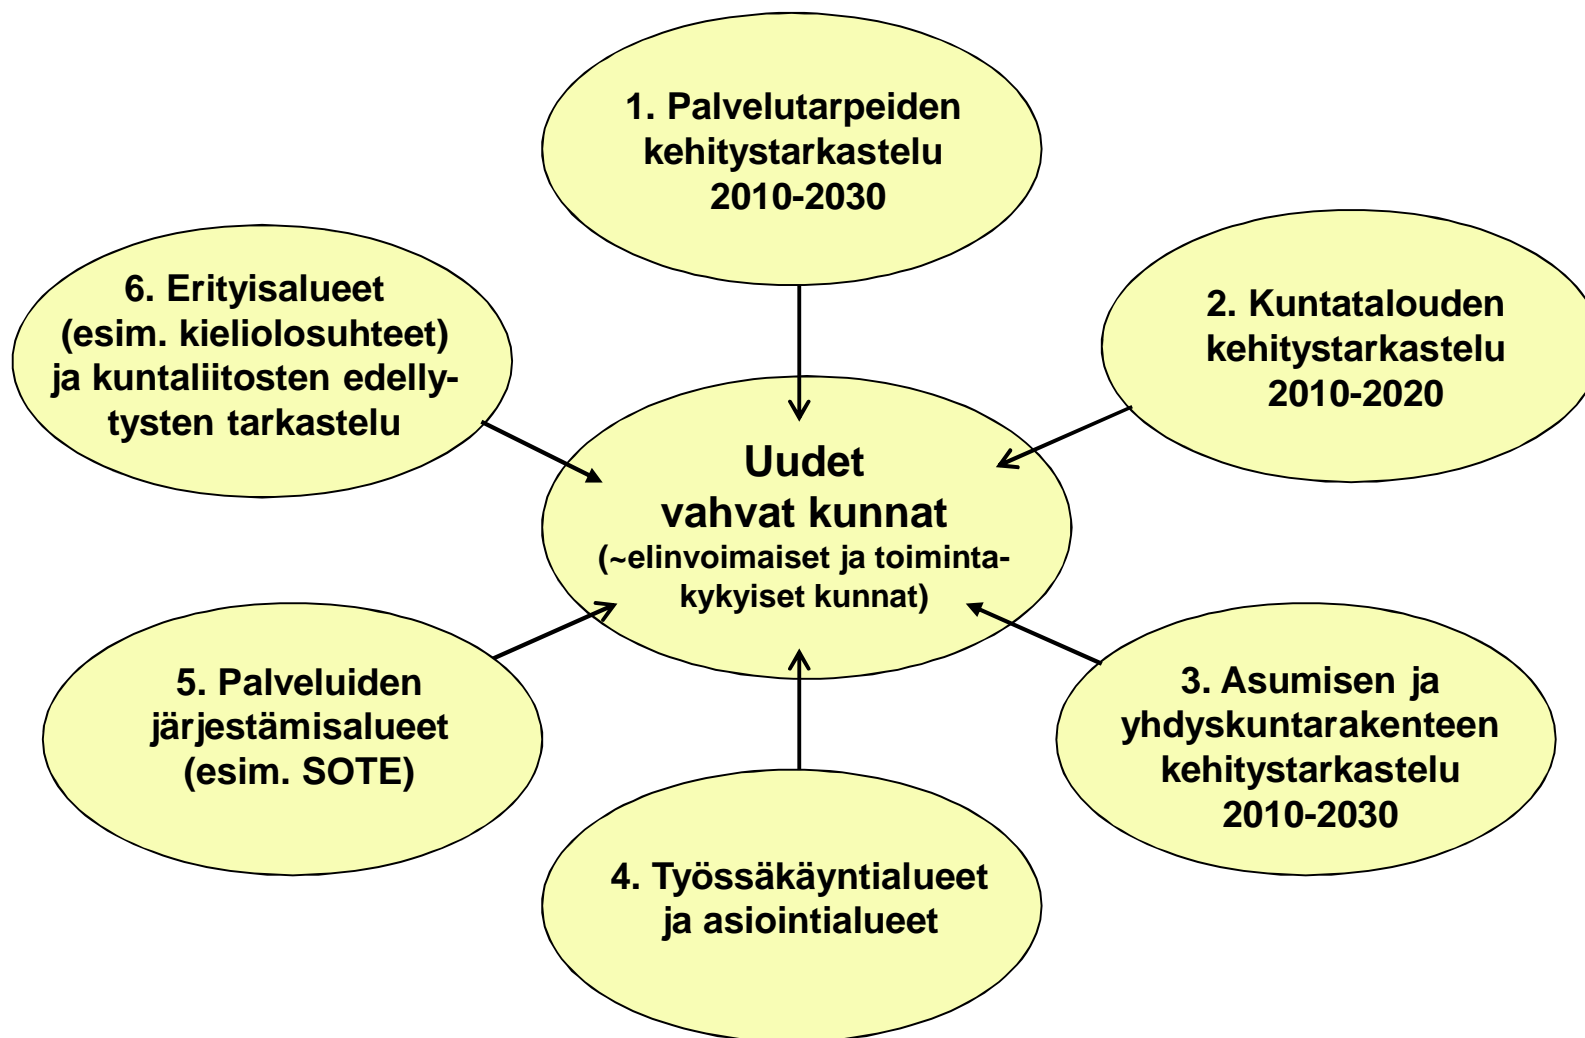 1. Palvelutarpeiden
kehitystarkastelu
2010-2030
2. Kuntatalouden
kehitystarkastelu
2010-2020
3. Asumisen ja
yhdyskuntarakenteen
kehitystarkastelu
2010-2030
4. Työssäkäyntialueet
ja asiointialueet
5. Palveluiden
järjestämisalueet
(esim. SOTE)
6. Erityisalueet
(esim. kieliolosuhteet)
ja kuntaliitosten edelly-
tysten tarkastelu
Uudet
vahvat kunnat
(~elinvoimaiset ja toiminta-
kykyiset kunnat)